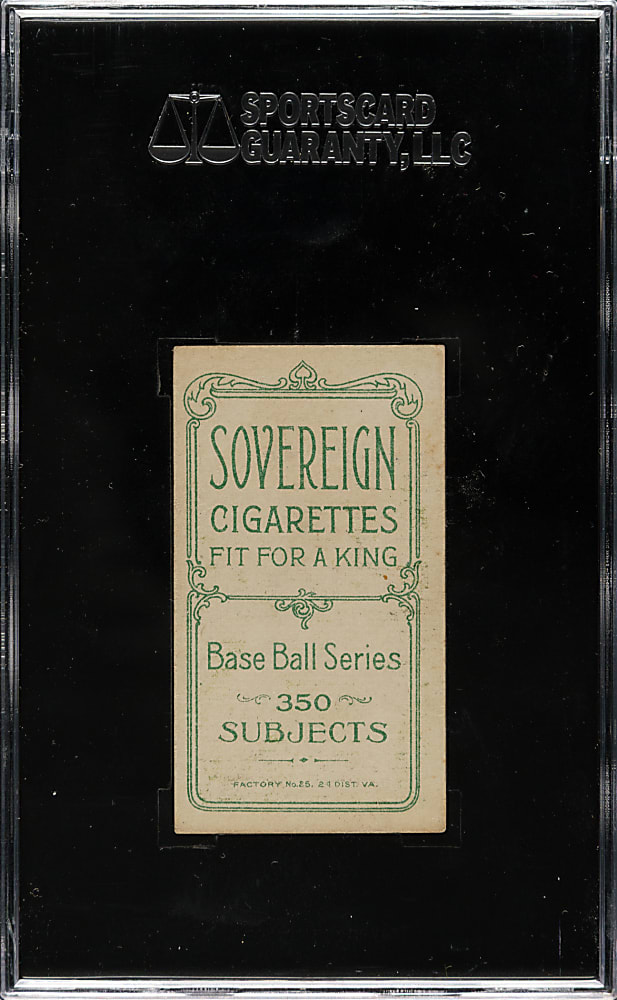 SPORTSCARD
GUARANTY, LLC
SOVEREIGN
CIGARETTES
FIT FOR A KING
Base Ball Series
350
SUBJECTS
FACTORY No. 25, 2d DIST. VA.